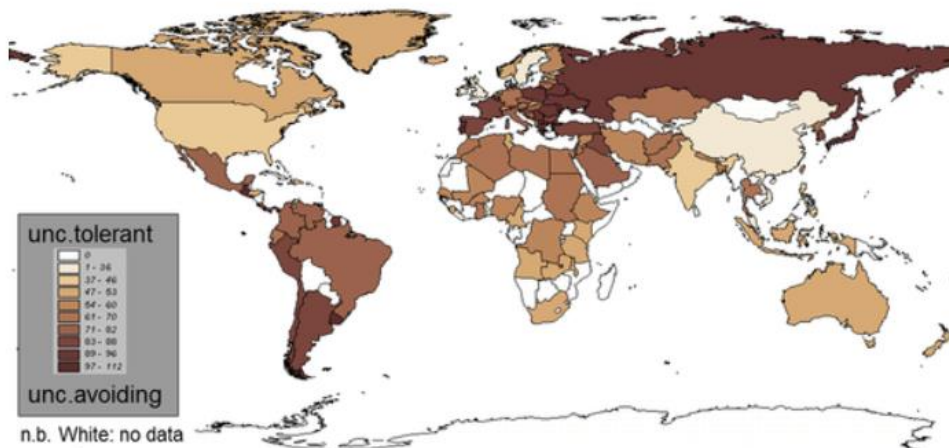 unc.tolerant
0
1 - 36
37 - 46
47 - 53
54 - 60
61 - 70
71 - 82
83 - 88
89 - 96
97 - 112
unc.avoiding
n.b. White: no data